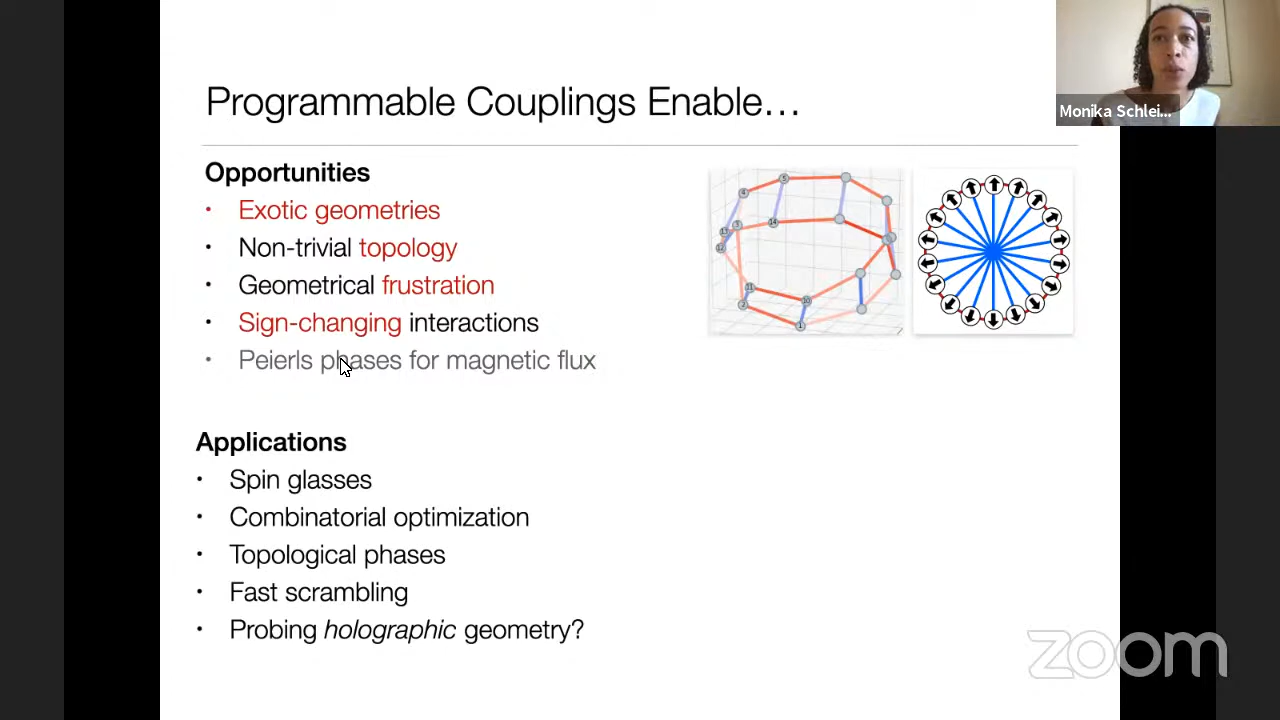 Programmable Couplings Enable…
Monika Schlei...
Opportunities
• Exotic geometries
• Non-trivial topology
• Geometrical frustration
• Sign-changing interactions
• Peierls phases for magnetic flux
Applications
• Spin glasses
• Combinatorial optimization
• Topological phases
• Fast scrambling
• Probing holographic geometry?
zoom